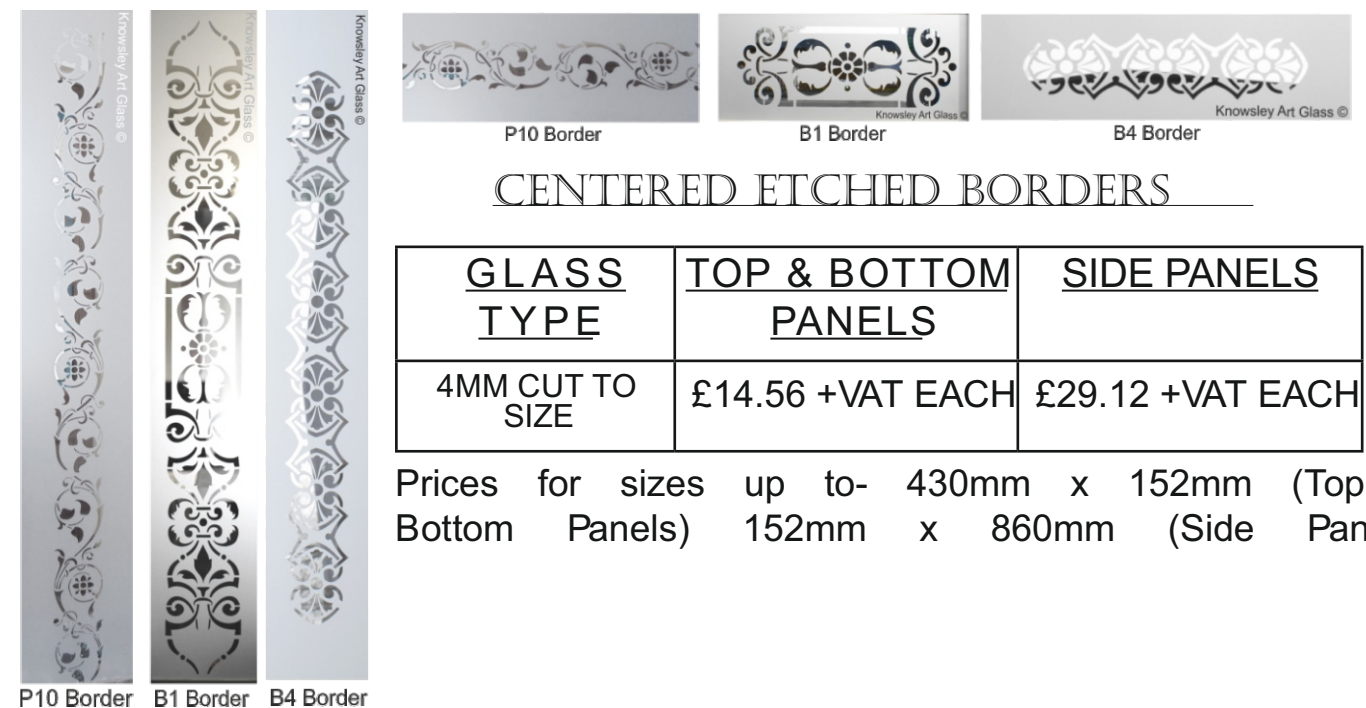 Knowsley Art Glass ©
Knowsley Art Glass ©
Knowsley Art Glass ©
P10 Border
B1 Border
B4 Border
Knowsley Art Glass ©
P10 Border
B1 Border
Knowsley Art Glass ©
B4 Border
CENTERED ETCHED BORDERS
GLASS
TYPE
TOP & BOTTOM
PANELS
SIDE PANELS
4MM CUT TO
SIZE
£14.56 +VAT EACH
£29.12 +VAT EACH
Prices for sizes up to- 430mm x 152mm (Top
Bottom Panels) 152mm x 860mm (Side Pan